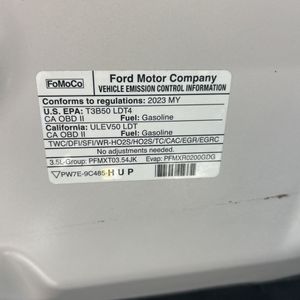 FoMoCo
Ford Motor Company
VEHICLE EMISSION CONTROL INFORMATION
Conforms to regulations: 2023 MY
U.S. EPA: T3B50 LDT4
CA OBD II Fuel: Gasoline
California: ULEV50 LDT
CA OBD II Fuel: Gasoline
TWC/DFI/SFI/WR-HO2S/HO2S/TC/CAC/EGR/EGRC
No adjustments needed.
3.5L-Group: PFMXT03.54JK Evap: PFMXR0200GDG
PW7E-9C485- HUP